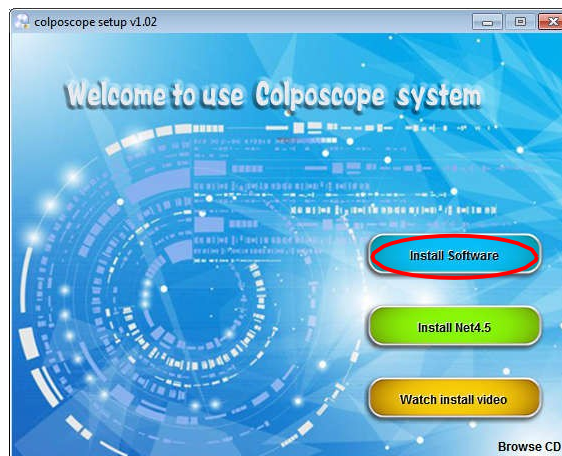 colposcope setup v1.02
Welcome to use Colposcope system
Install Software
Install Net4.5
Watch install video
Browse CD